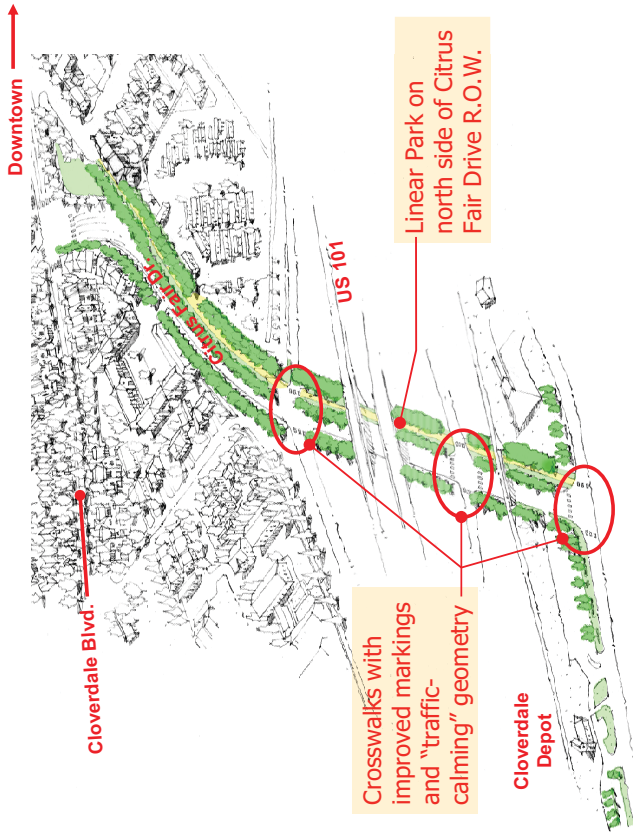 Downtown
Cloverdale Blvd.
Citrus Fair Dr.
US 101
Linear Park on
north side of Citrus
Fair Drive R.O.W.
Crosswalks with
improved markings
and “traffic-
calming” geometry
Cloverdale
Depot